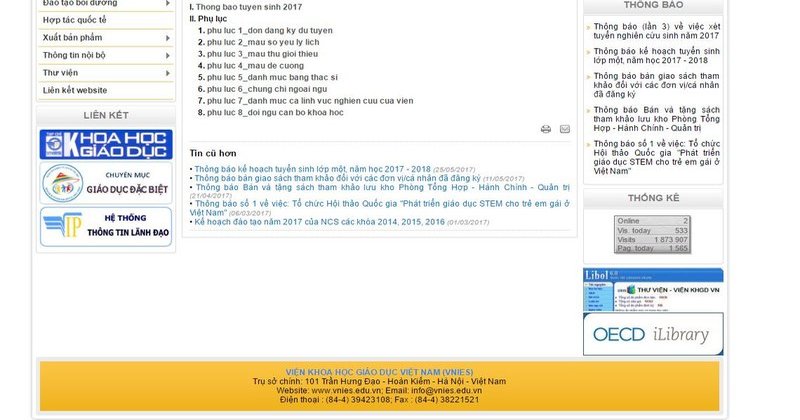 Đào tạo bồi dưỡng
Hợp tác quốc tế
Xuất bản phẩm
Thông tin nội bộ
Thư viện
Liên kết website
LIÊN KẾT
KHOA HỌC
GIÁO DỤC
CHUYÊN MỤC
GIÁO DỤC ĐẶC BIỆT
HỆ THỐNG
THÔNG TIN LÃNH ĐẠO
I. Thong bao tuyen sinh 2017
II. Phụ lục
1. phu luc 1_don dang ky du tuyen
2. phu luc 2_mau so yeu ly lich
3. phu luc 3_mau thu gioi thieu
4. phu luc 4_mau de cuong
5. phu luc 5_danh muc bang thac si
6. phu luc 6_chung chi ngoai ngu
7. phu luc 7_danh muc ca linh vuc nghien cuu cua vien
8. phu luc 8_doi ngu can bo khoa hoc
Tin cũ hơn
• Thông báo kế hoạch tuyển sinh lớp một, năm học 2017 - 2018 (25/05/2017)
• Thông báo bán giao sách tham khảo đối với các đơn vị/cá nhân đã đăng ký (11/05/2017)
• Thông báo Bán và tặng sách tham khảo lưu kho Phòng Tổng Hợp - Hành Chính - Quản trị
(21/04/2017)
• Thông báo số 1 về việc: Tổ chức Hội thảo Quốc gia "Phát triển giáo dục STEM cho trẻ em gái ở
Việt Nam" (06/03/2017)
• Kế hoạch đào tạo năm 2017 của NCS các khóa 2014, 2015, 2016 (01/03/2017)
THÔNG BÁO
Thông báo (lần 3) về việc xét
tuyển nghiên cứu sinh năm 2017
Thông báo kế hoạch tuyển sinh
lớp một, năm học 2017 - 2018
Thông báo bán giao sách tham
khảo đối với các đơn vị/cá nhân
đã đăng ký
Thông báo Bán và tặng sách
tham khảo lưu kho Phòng Tổng
Hợp - Hành Chính - Quản trị
Thông báo số 1 về việc: Tổ chức
Hội thảo Quốc gia "Phát triển
giáo dục STEM cho trẻ em gái ở
Việt Nam"
THỐNG KÊ
Online 2
Vis. today 533
Visits 1 873 907
Pag. today 1 565
Libol 6.0
THƯ VIỆN - VIỆN KHGD VN
OECD iLibrary
VIỆN KHOA HỌC GIÁO DỤC VIỆT NAM (VNIES)
Trụ sở chính: 101 Trần Hưng Đạo - Hoàn Kiếm - Hà Nội - Việt Nam
Website: www.vnies.edu.vn; Email: info@vnies.edu.vn
Điện thoại : (84-4) 39423108; Fax : (84-4) 38221521